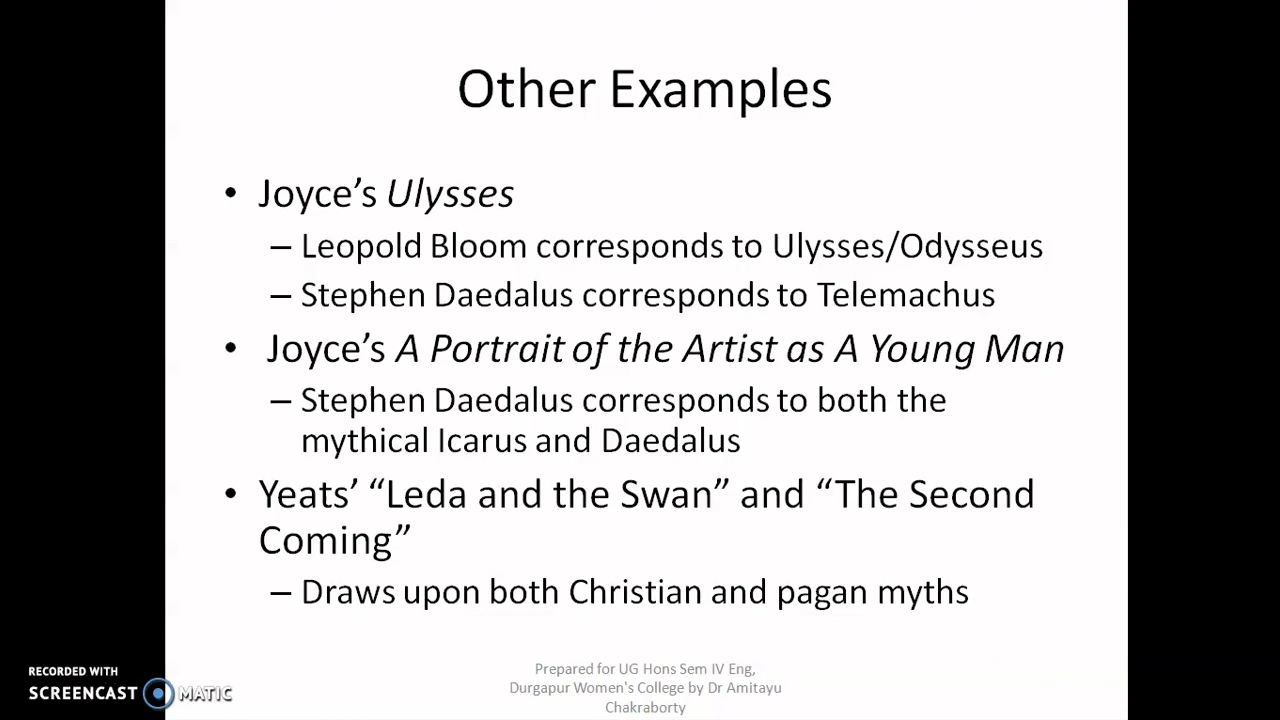 Other Examples
• Joyce’s Ulysses
– Leopold Bloom corresponds to Ulysses/Odysseus
– Stephen Daedalus corresponds to Telemachus
• Joyce’s A Portrait of the Artist as A Young Man
– Stephen Daedalus corresponds to both the
mythical Icarus and Daedalus
• Yeats’ “Leda and the Swan” and “The Second
Coming”
– Draws upon both Christian and pagan myths
Prepared for UG Hons Sem IV Eng,
Durgapur Women's College by Dr Amitayu
Chakraborty
RECORDED WITH
SCREENCAST MATIC